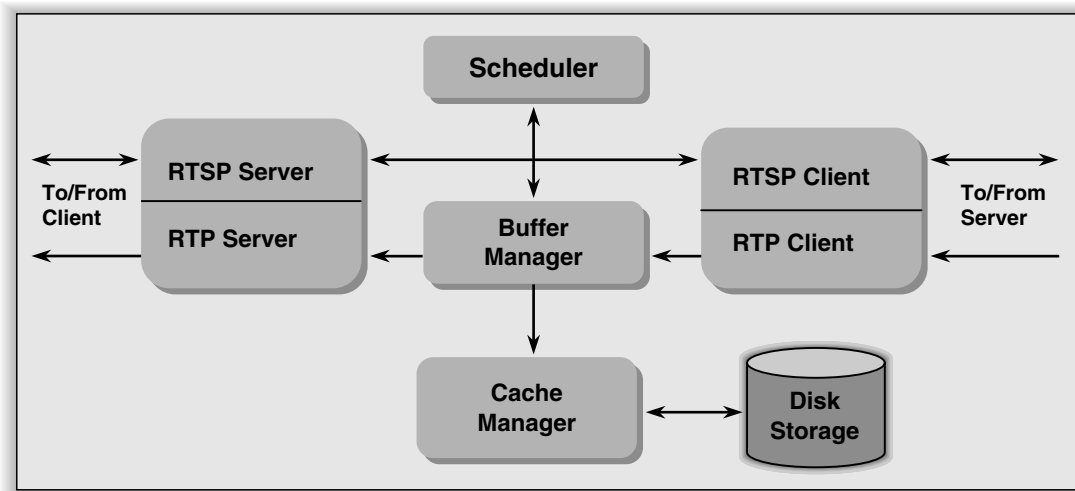 Scheduler
RTSP Server
RTSP Client
To/From
Client
To/From
Server
RTP Server
Buffer
Manager
RTP Client
Cache
Manager
Disk
Storage